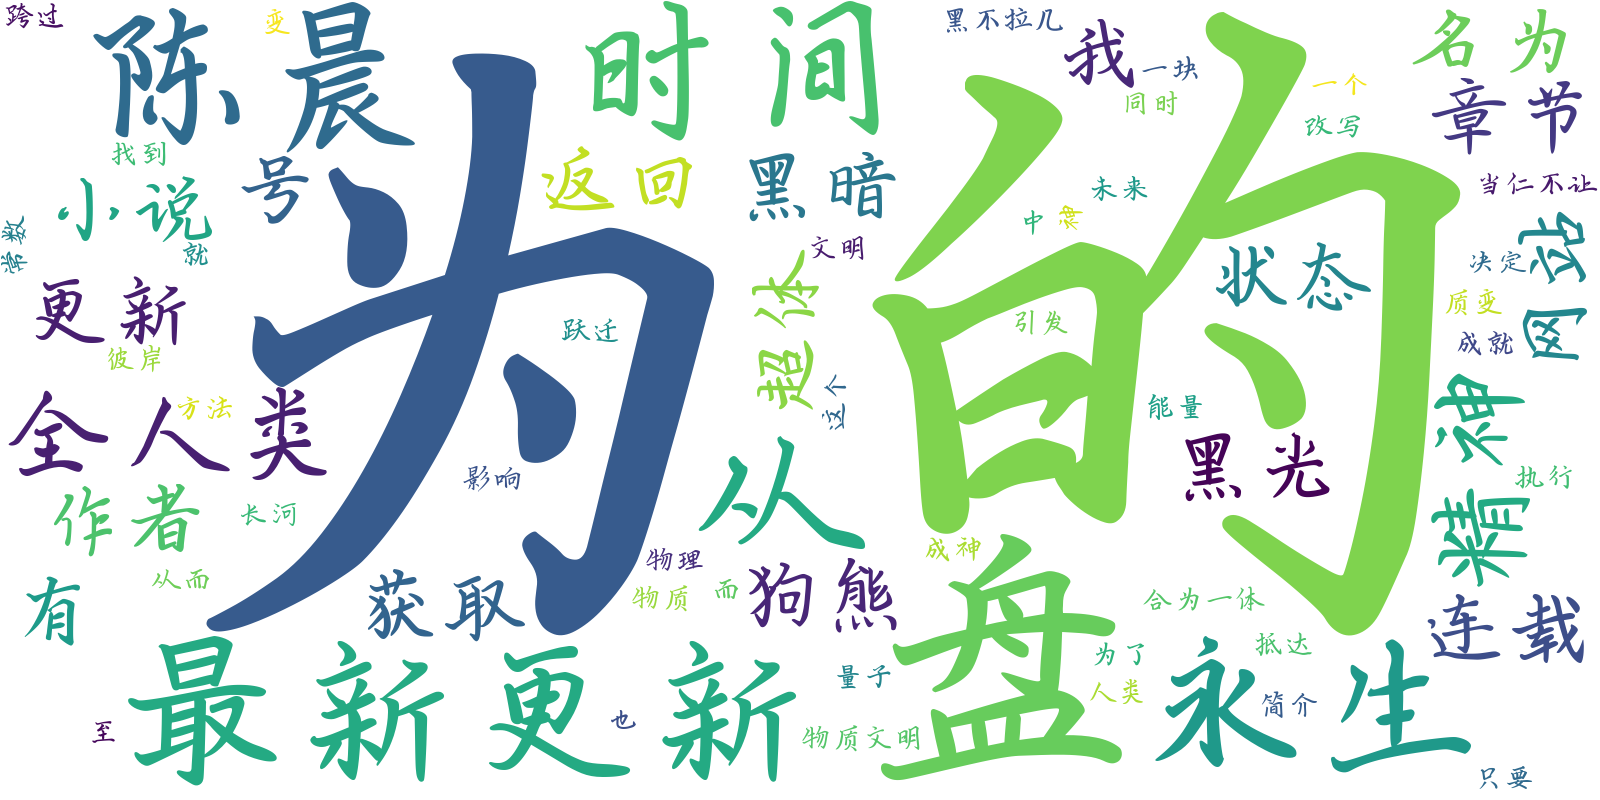 跨过
陈晨
变
时间
黑不拉几
我
一块
同时
一个
改写
名为
章节
找到
小说
号
就
常数
返回
黑暗
为
的
未来
中
当仁不让
文明
状态
决定
网站
更新
彼岸
跃迁
超体
这个
引发
质变
成就
全人类
方法
能量
黑光
精神
执行
作者
长河
影响
从
从而
有
获取
物理
物质
而
狗熊
成神
盘
合为一体
连载
最新更新
至
也
量子
物质文明
为了
人类
永生
抵达
简介
只要